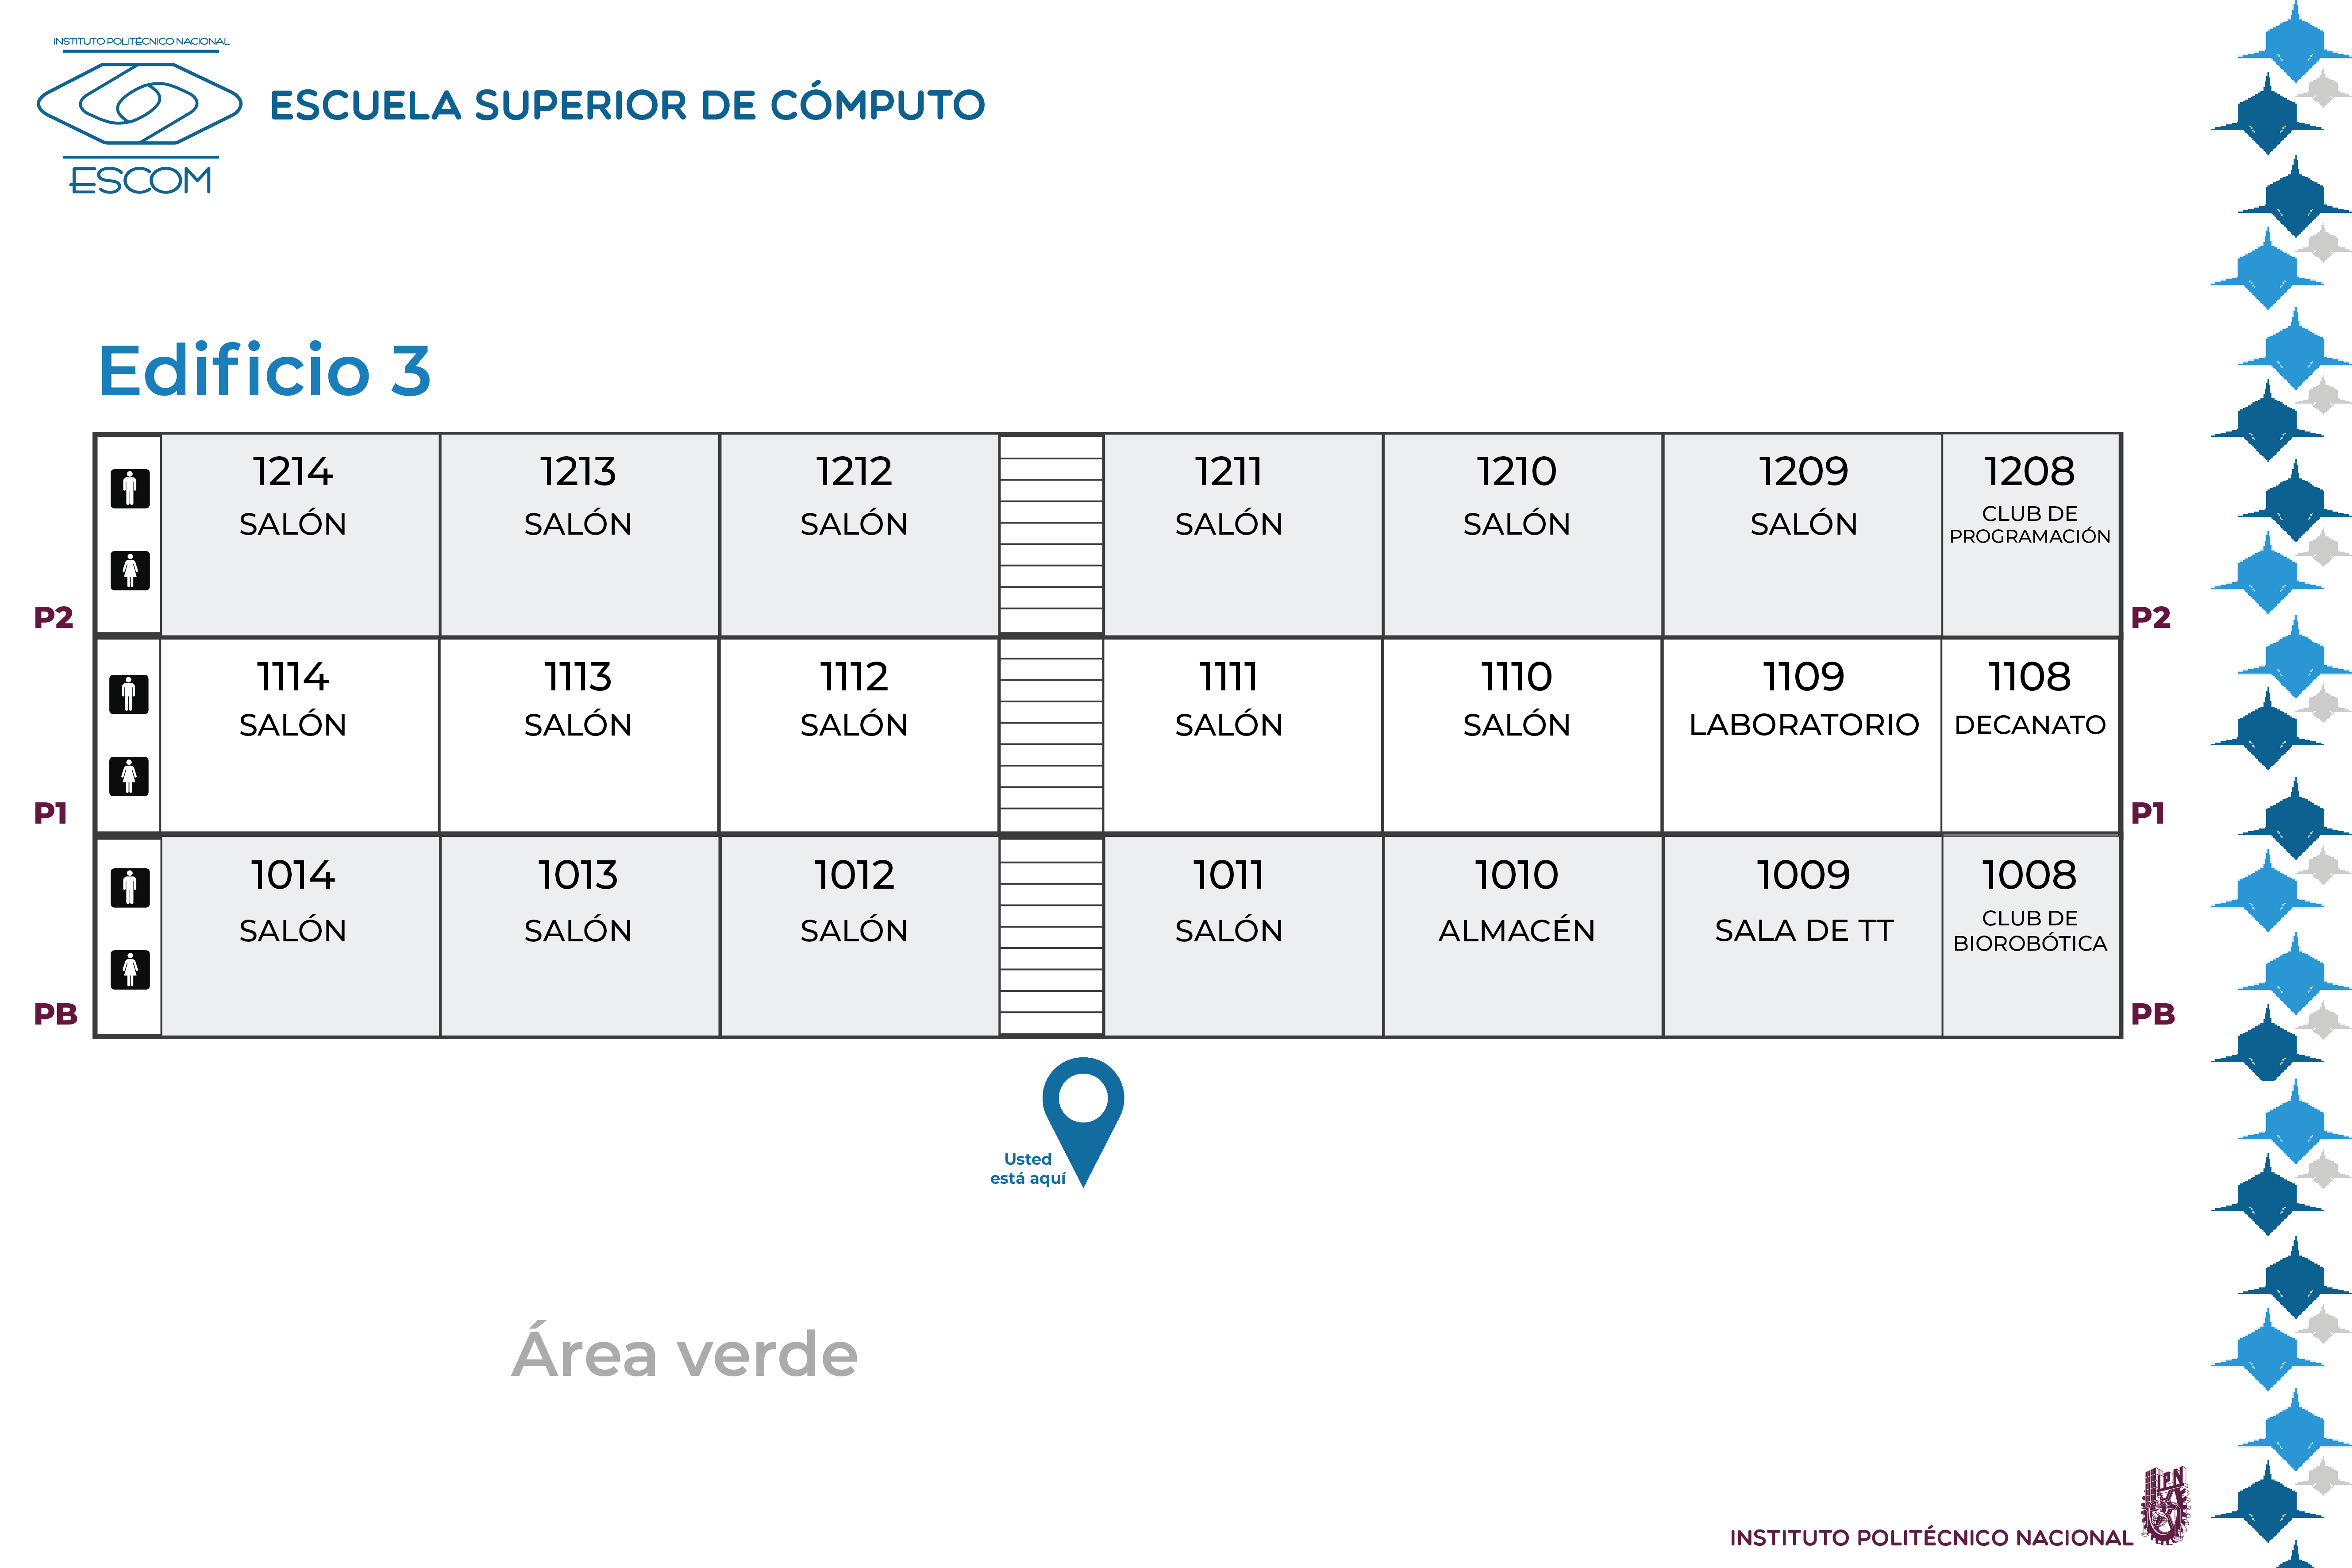 INSTITUTO POLITÉCNICO NACIONAL
ESCOM
ESCUELA SUPERIOR DE CÓMPUTO
Edificio 3
1214 1213 1212 1211 1210 1209 1208
SALÓN SALÓN SALÓN SALÓN SALÓN SALÓN CLUB DE
PROGRAMACIÓN
P2 P2
1114 1113 1112 1111 1110 1109 1108
SALÓN SALÓN SALÓN SALÓN SALÓN LABORATORIO DECANATO
P1 P1
1014 1013 1012 1011 1010 1009 1008
SALÓN SALÓN SALÓN SALÓN ALMACÉN SALA DE TT CLUB DE
BIOROBÓTICA
PB PB
Usted
está aquí
Área verde
IPN
INSTITUTO POLITÉCNICO NACIONAL